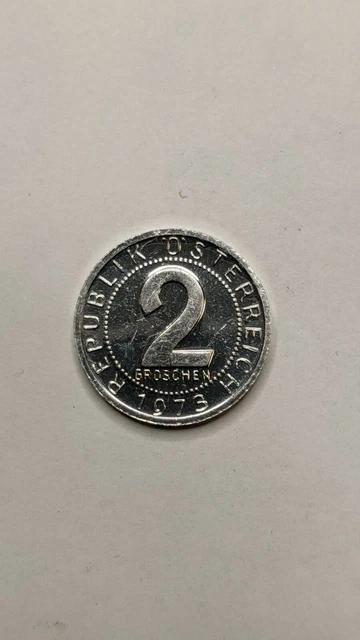 REPUBLIK ÖSTERREICH
2
GROSCHEN
1973